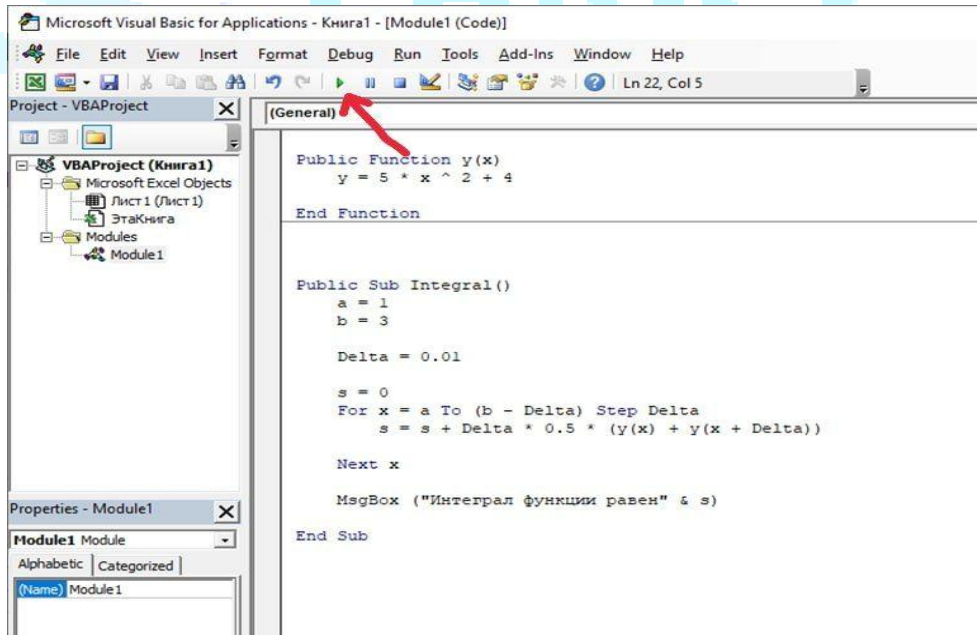 Microsoft Visual Basic for Applications - Книга1 - [Module1 (Code)]
File Edit View Insert Format Debug Run Tools Add-Ins Window Help
Ln 22, Col 5
Project - VBAProject
(General)
VBAProject (Книга1)
Microsoft Excel Objects
Лист1 (Лист1)
ЭтаКнига
Modules
Module1
Public Function y(x)
y = 5 * x ^ 2 + 4
End Function
Public Sub Integral()
a = 1
b = 3
Delta = 0.01
s = 0
For x = a To (b - Delta) Step Delta
s = s + Delta * 0.5 * (y(x) + y(x + Delta))
Next x
MsgBox ("Интеграл функции равен" & s)
End Sub
Properties - Module1
Module1 Module
Alphabetic Categorized
(Name) Module1